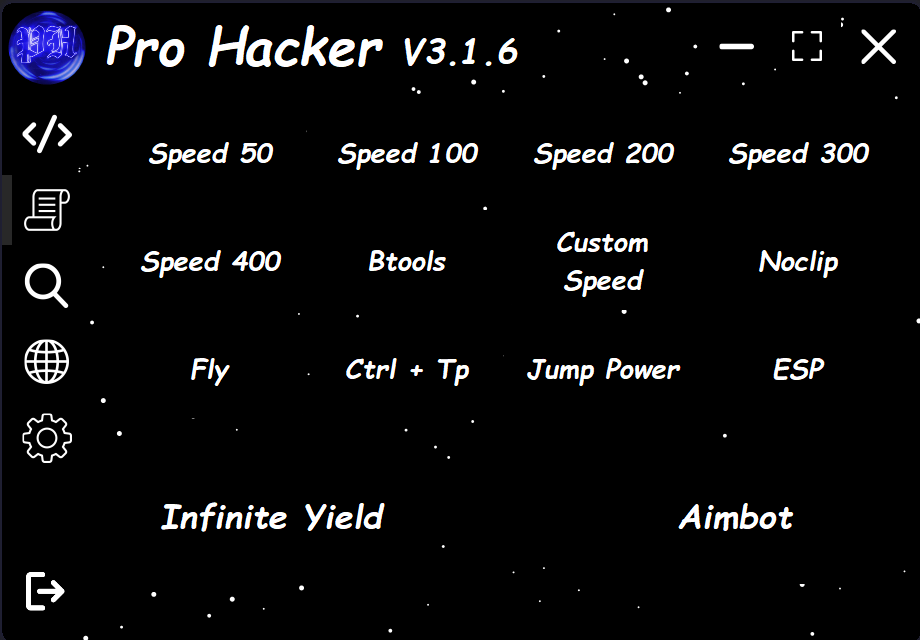 PH
Pro Hacker V3.1.6
Speed 50
Speed 100
Speed 200
Speed 300
Speed 400
Btools
Custom
Speed
Noclip
Fly
Ctrl + Tp
Jump Power
ESP
Infinite Yield
Aimbot